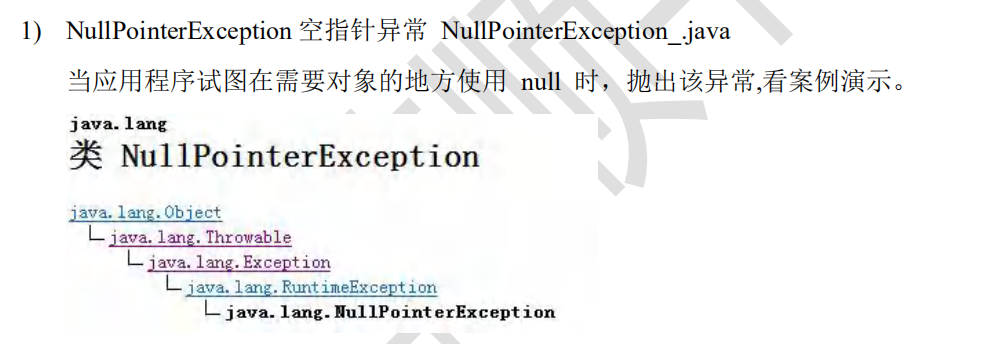 1) NullPointerException 空指针异常 NullPointerException_.java
当应用程序试图在需要对象的地方使用 null 时，抛出该异常,看案例演示。
java.lang
类 NullPointerException
java.lang.Object
java.lang.Throwable
java.lang.Exception
java.lang.RuntimeException
java.lang.NullPointerException